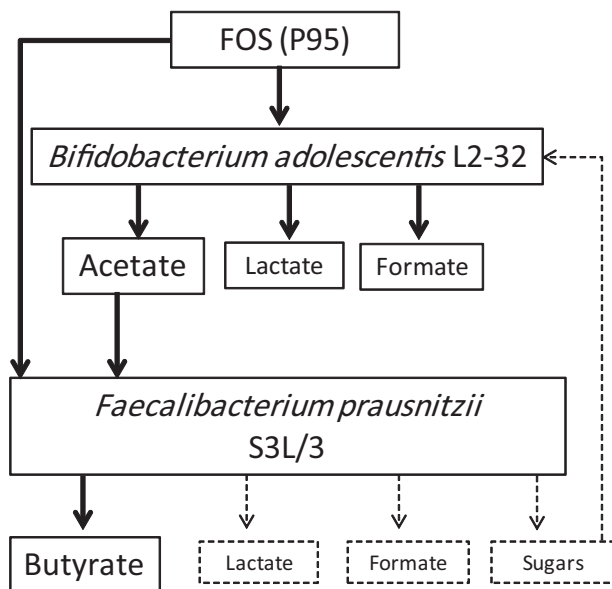 FOS (P95)
Bifidobacterium adolescentis L2-32
Acetate
Lactate
Formate
Faecalibacterium prausnitzii
S3L/3
Butyrate
Lactate
Formate
Sugars